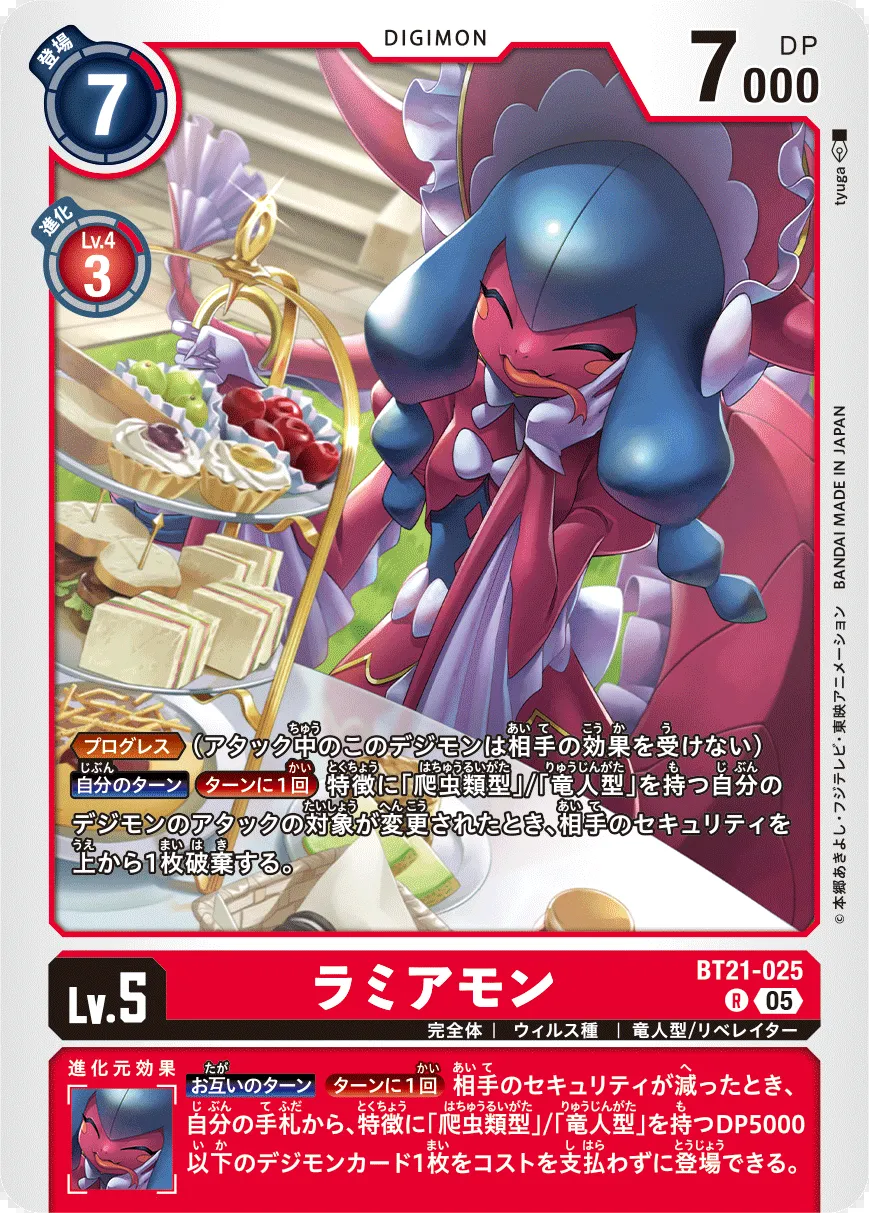 登場
7
DIGIMON
7000
DP
進化
Lv.4
3
tyuga
BANDAI MADE IN JAPAN
©本郷あきよし・フジテレビ・東映アニメーション
プログレス（アタック中のこのデジモンは相手の効果を受けない）
自分のターン ターンに1回 特徴に「爬虫類型」/「竜人型」を持つ自分の
デジモンのアタックの対象が変更されたとき、相手のセキュリティを
上から1枚破棄する。
Lv.5
ラミアモン
BT21-025
R 05
完全体 | ウィルス種 | 竜人型/リベレイター
進化元効果
お互いのターン ターンに1回 相手のセキュリティが減ったとき、
自分の手札から、特徴に「爬虫類型」/「竜人型」を持つDP5000
以下のデジモンカード1枚をコストを支払わずに登場できる。